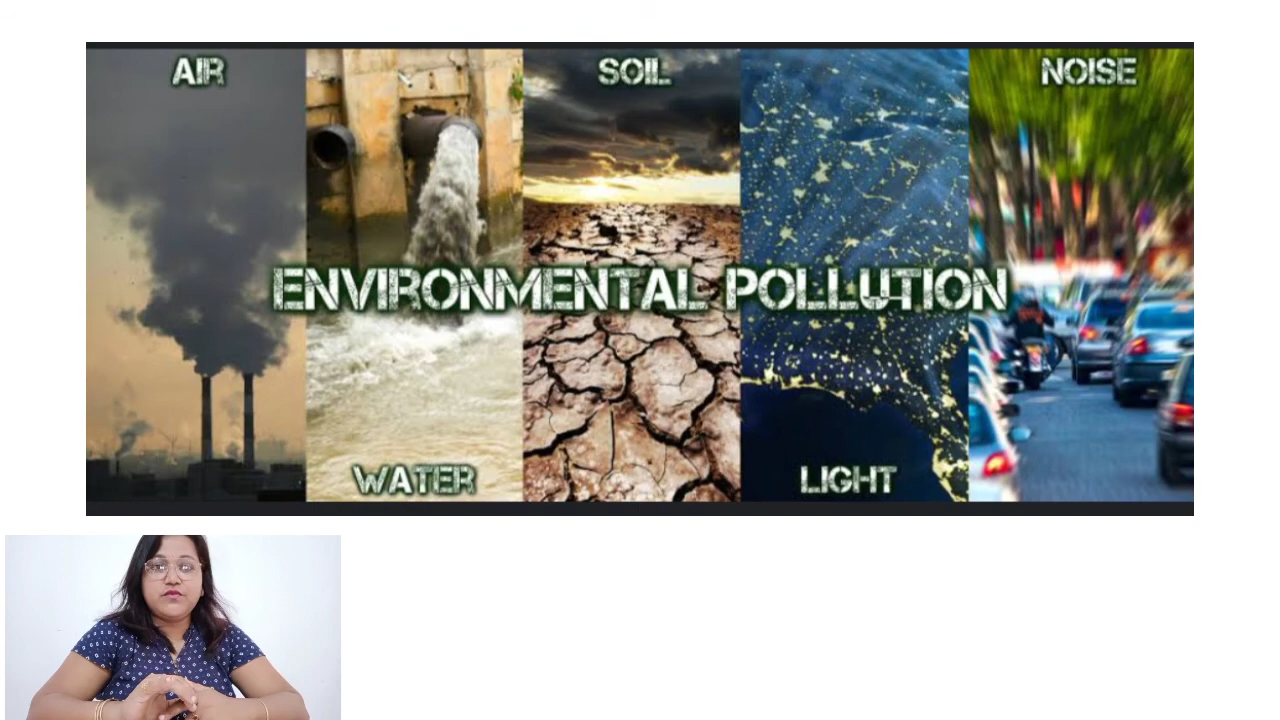 AIR
SOIL
NOISE
ENVIRONMENTAL POLLUTION
WATER
LIGHT